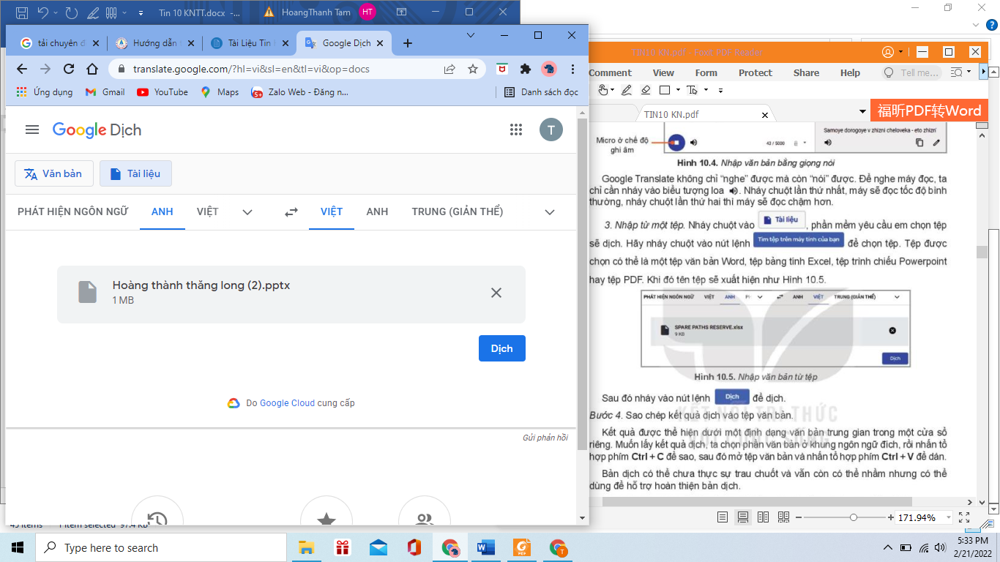 Tin 10 KNTT.docx -...
HoangThanh Tam
HT
tải chuyên đ
Hướng dẫn
Tài Liệu Tin
Google Dịch
translate.google.com/?hl=vi&sl=en&tl=vi&op=docs
Ứng dụng
Gmail
YouTube
Maps
Zalo Web - Đăng n...
Danh sách đọc
Google Dịch
T
Văn bản
Tài liệu
PHÁT HIỆN NGÔN NGỮ
ANH
VIỆT
VIỆT
ANH
TRUNG (GIẢN THỂ)
Hoàng thành thăng long (2).pptx
1 MB
Dịch
Do Google Cloud cung cấp
Gửi phản hồi
45 items 1 item selected 97.4 KB
TIN10 KN.pdf - Foxit PDF Reader
Comment
View
Form
Protect
Share
Help
Tell me...
TIN10 KN.pdf
福昕PDF转Word
Micro ở chế độ
ghi âm
43 / 5000
Samoye dorogoye v zhizni cheloveka - eto zhizni
Hình 10.4. Nhập văn bản bằng giọng nói
Google Translate không chỉ “nghe” được mà còn “nói” được. Để nghe máy đọc, ta
chỉ cần nháy vào biểu tượng loa . Nháy chuột lần thứ nhất, máy sẽ đọc tốc độ bình
thường, nháy chuột lần thứ hai thì máy sẽ đọc chậm hơn.
3. Nhập từ một tệp. Nháy chuột vào Tài liệu, phần mềm yêu cầu em chọn tệp
sẽ dịch. Hãy nháy chuột vào nút lệnh Tìm tệp trên máy tính của bạn để chọn tệp. Tệp được
chọn có thể là một tệp văn bản Word, tệp bảng tính Excel, tệp trình chiếu Powerpoint
hay tệp PDF. Khi đó tên tệp sẽ xuất hiện như Hình 10.5.
PHÁT HIỆN NGÔN NGỮ VIỆT ANH ANH VIỆT TRUNG (GIẢN THỂ)
SPARE PATHS RESERVE.xlsx
9 KB
Dịch
Hình 10.5. Nhập văn bản từ tệp
Sau đó nháy vào nút lệnh Dịch để dịch.
KẾT NỐI TRI THỨC
VỚI CUỘC SỐNG
Bước 4. Sao chép kết quả dịch vào tệp văn bản.
Kết quả được thể hiện dưới một định dạng văn bản trung gian trong một cửa sổ
riêng. Muốn lấy kết quả dịch, ta chọn phần văn bản ở khung ngôn ngữ đích, rồi nhấn tổ
hợp phím Ctrl + C để sao, sau đó mở tệp văn bản và nhấn tổ hợp phím Ctrl + V để dán.
Bản dịch có thể chưa thực sự trau chuốt và vẫn còn có thể nhầm nhưng có thể
dùng để hỗ trợ hoàn thiện bản dịch.
171.94%
Type here to search
5:33 PM
2/21/2022